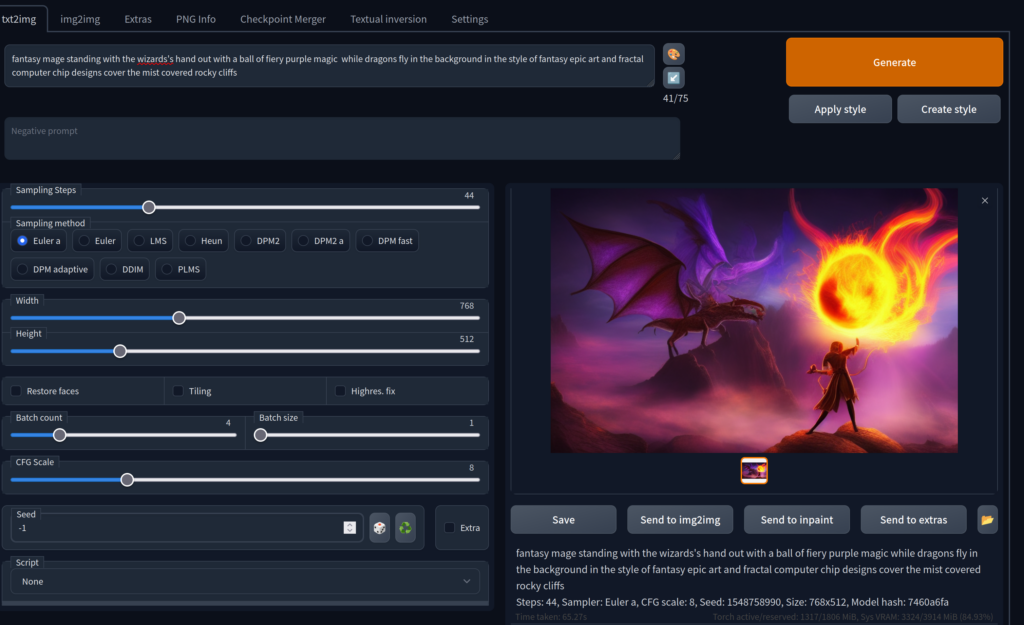 txt2img img2img Extras PNG Info Checkpoint Merger Textual inversion Settings
fantasy mage standing with the wizards's hand out with a ball of fiery purple magic while dragons fly in the background in the style of fantasy epic art and fractal
computer chip designs cover the mist covered rocky cliffs
41/75
Generate
Apply style Create style
Negative prompt
Sampling Steps
44
Sampling method
Euler a Euler LMS Heun DPM2 DPM2 a DPM fast
DPM adaptive DDIM PLMS
Width
768
Height
512
Restore faces Tiling Highres. fix
Batch count
4
Batch size
1
CFG Scale
8
Seed
-1
Extra
Script
None
×
Save Send to img2img Send to inpaint Send to extras
fantasy mage standing with the wizards's hand out with a ball of fiery purple magic while dragons fly in
the background in the style of fantasy epic art and fractal computer chip designs cover the mist covered
rocky cliffs
Steps: 44, Sampler: Euler a, CFG scale: 8, Seed: 1548758990, Size: 768x512, Model hash: 7460a6fa
Time taken: 65.27s Torch active/reserved: 1317/1806 MiB, Sys VRAM: 3324/3914 MiB (84.93%)